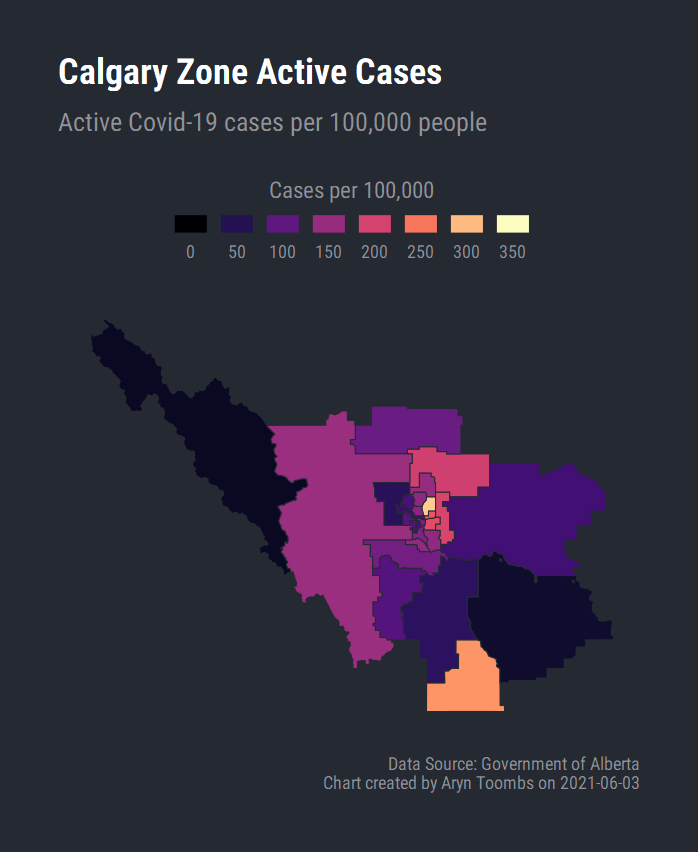 Calgary Zone Active Cases
Active Covid-19 cases per 100,000 people
Cases per 100,000
0 50 100 150 200 250 300 350
Data Source: Government of Alberta
Chart created by Aryn Toombs on 2021-06-03